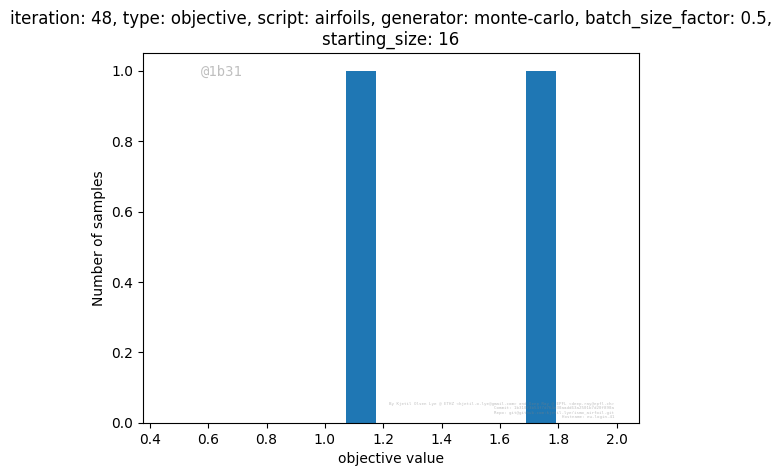 iteration: 48, type: objective, script: airfoils, generator: monte-carlo, batch_size_factor: 0.5,
starting_size: 16
@1b31
1.0
0.8
0.6
0.4
0.2
0.0
Number of samples
0.4 0.6 0.8 1.0 1.2 1.4 1.6 1.8 2.0
objective value